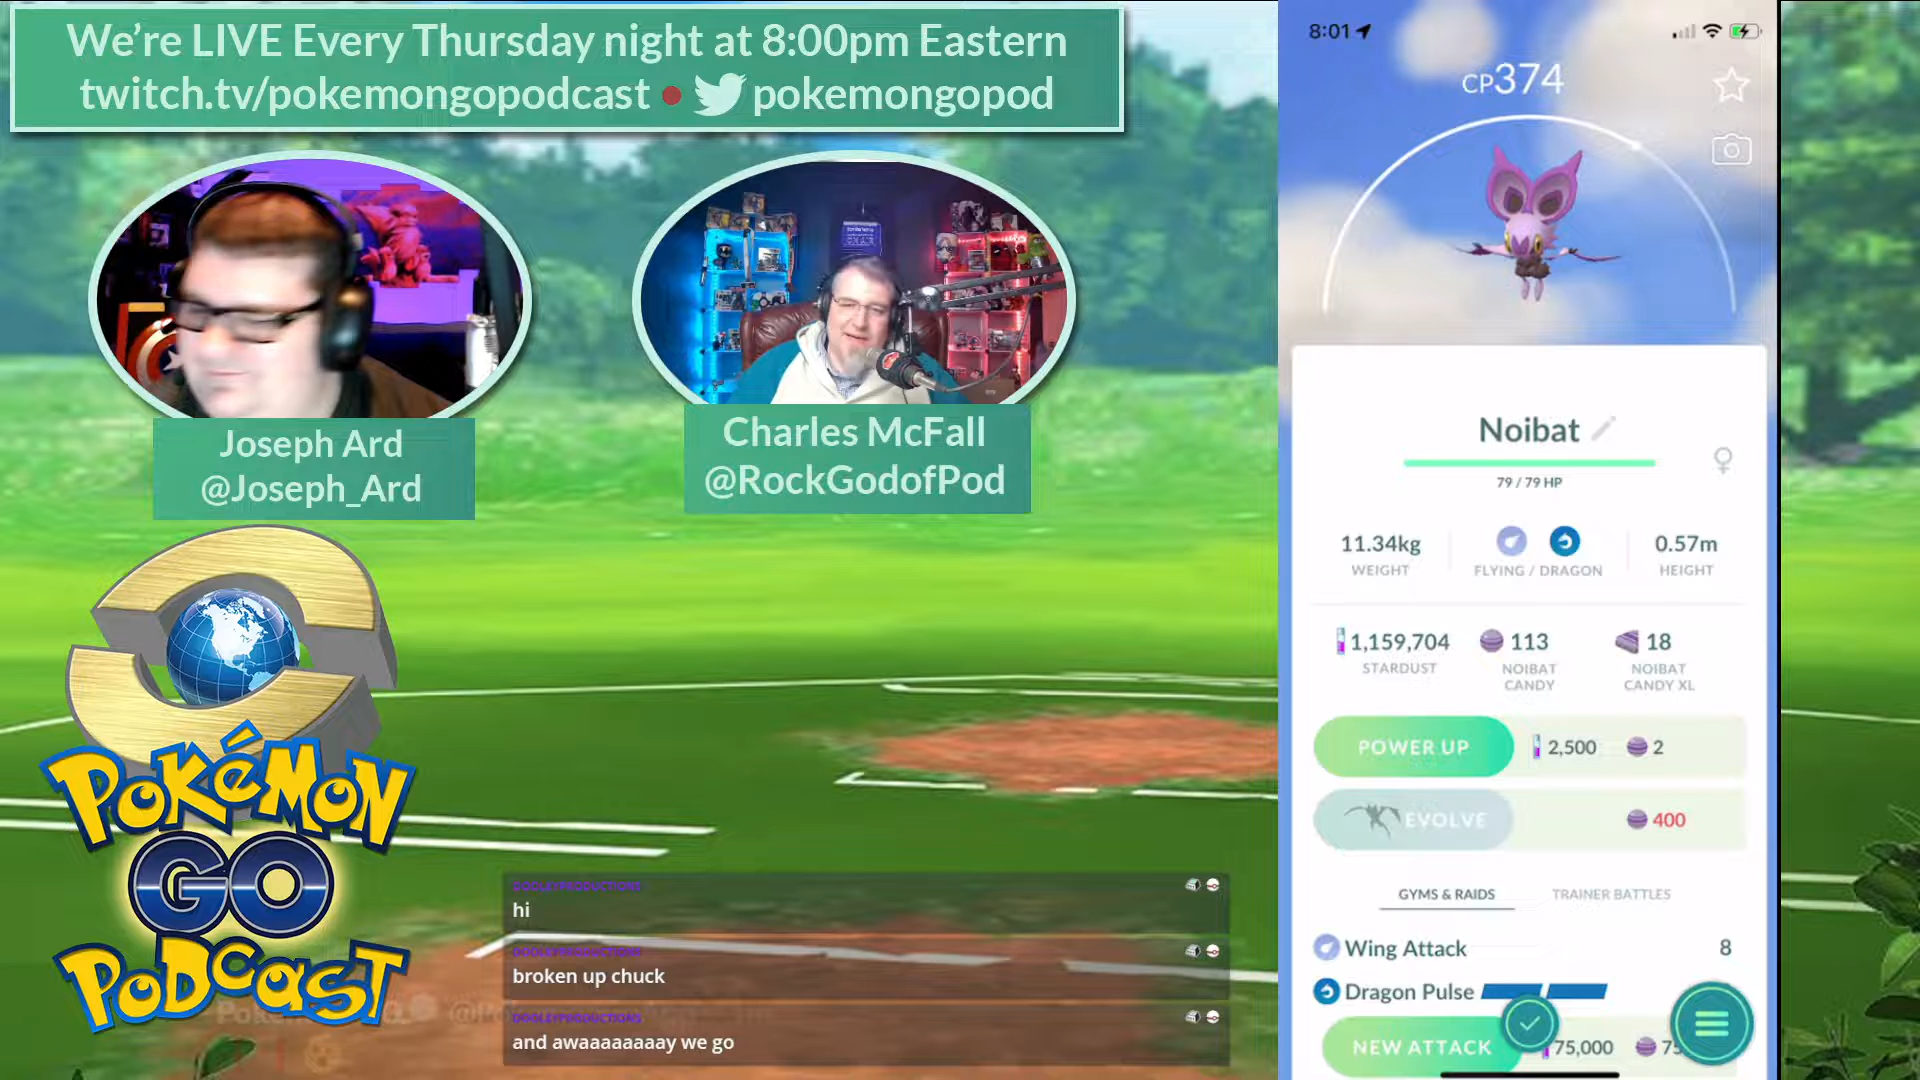 We're LIVE Every Thursday night at 8:00pm Eastern
twitch.tv/pokemongopodcast • pokemongopod
Joseph Ard
@Joseph_Ard
Charles McFall
@RockGodofPod
POKéMON
GO
PODCAST
GOOLEYPRODUCTIONS
hi
GOOLEYPRODUCTIONS
broken up chuck
GOOLEYPRODUCTIONS
and awaaaaaaaay we go
8:01
CP374
Noibat
79 / 79 HP
11.34kg
WEIGHT
FLYING / DRAGON
0.57m
HEIGHT
1,159,704
STARDUST
113
NOIBAT
CANDY
18
NOIBAT
CANDY XL
POWER UP 2,500 2
EVOLVE 400
GYMS & RAIDS TRAINER BATTLES
Wing Attack 8
Dragon Pulse
NEW ATTACK 75,000